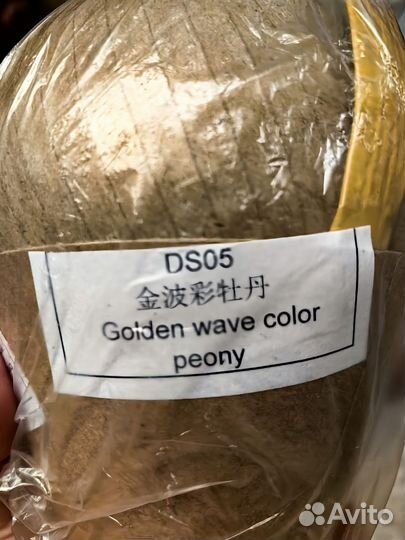 DS05
金波彩牡丹
Golden wave color
peony
Avito